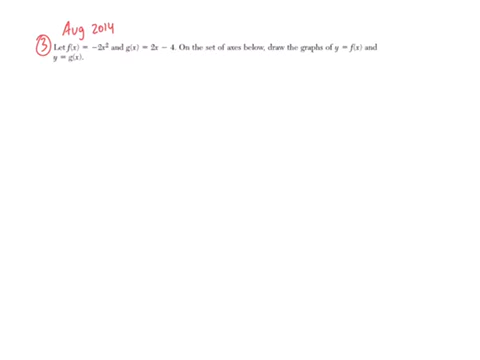 Aug 2014
③ Let f(x) = −2x² and g(x) = 2x − 4. On the set of axes below, draw the graphs of y = f(x) and
y = g(x).